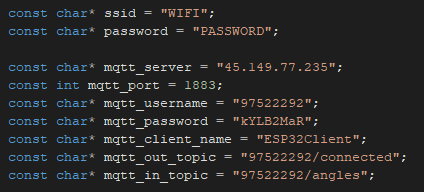 const char* ssid = "WIFI";
const char* password = "PASSWORD";
const char* mqtt_server = "45.149.77.235";
const int mqtt_port = 1883;
const char* mqtt_username = "97522292";
const char* mqtt_password = "kYLB2MaR";
const char* mqtt_client_name = "ESP32Client";
const char* mqtt_out_topic = "97522292/connected";
const char* mqtt_in_topic = "97522292/angles";